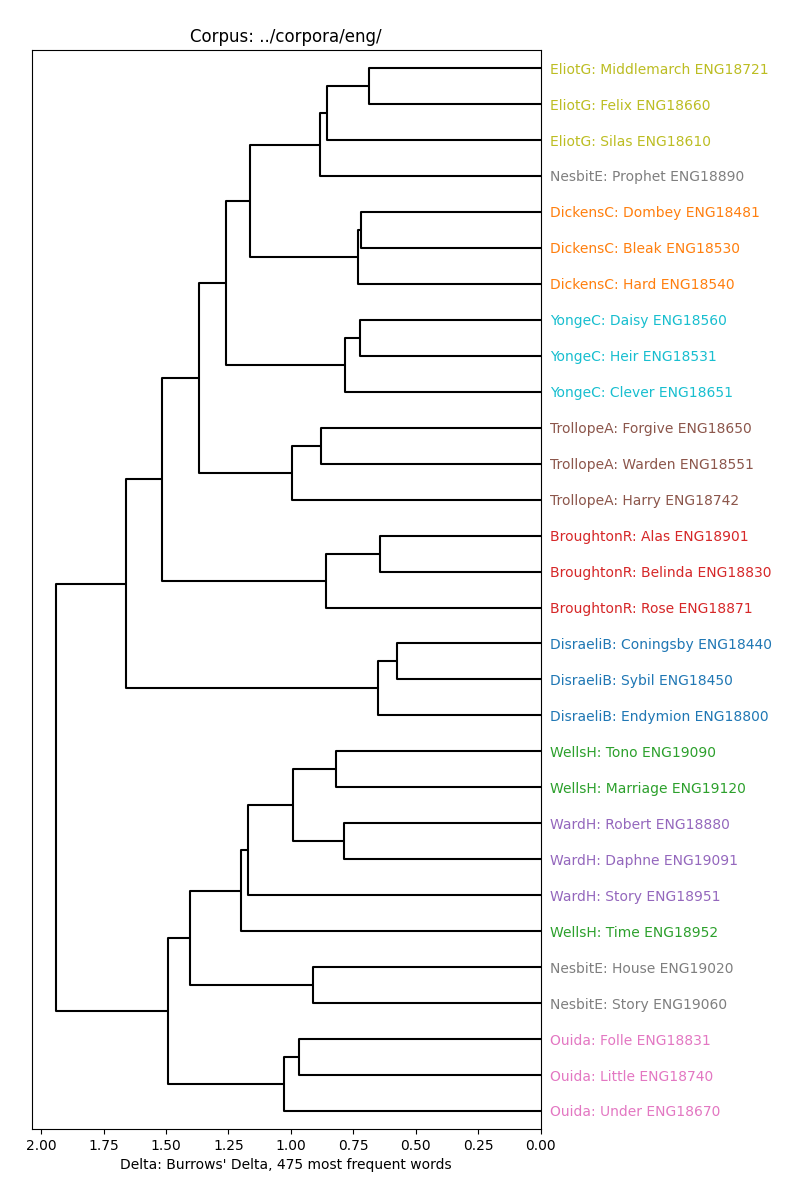 Corpus: ../corpora/eng/
EliotG: Middlemarch ENG18721
EliotG: Felix ENG18660
EliotG: Silas ENG18610
NesbitE: Prophet ENG18890
DickensC: Dombey ENG18481
DickensC: Bleak ENG18530
DickensC: Hard ENG18540
YongeC: Daisy ENG18560
YongeC: Heir ENG18531
YongeC: Clever ENG18651
TrollopeA: Forgive ENG18650
TrollopeA: Warden ENG18551
TrollopeA: Harry ENG18742
BroughtonR: Alas ENG18901
BroughtonR: Belinda ENG18830
BroughtonR: Rose ENG18871
DisraeliB: Coningsby ENG18440
DisraeliB: Sybil ENG18450
DisraeliB: Endymion ENG18800
WellsH: Tono ENG19090
WellsH: Marriage ENG19120
WardH: Robert ENG18880
WardH: Daphne ENG19091
WardH: Story ENG18951
WellsH: Time ENG18952
NesbitE: House ENG19020
NesbitE: Story ENG19060
Ouida: Folle ENG18831
Ouida: Little ENG18740
Ouida: Under ENG18670
2.00 1.75 1.50 1.25 1.00 0.75 0.50 0.25 0.00
Delta: Burrows' Delta, 475 most frequent words